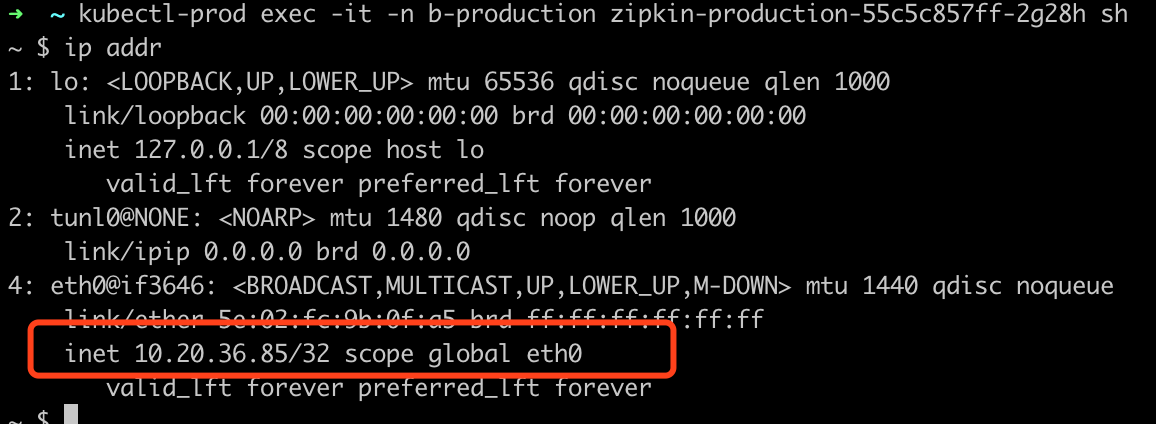 ➜  ~ kubectl-prod exec -it -n b-production zipkin-production-55c5c857ff-2g28h sh
~ $ ip addr
1: lo: <LOOPBACK,UP,LOWER_UP> mtu 65536 qdisc noqueue qlen 1000
    link/loopback 00:00:00:00:00:00 brd 00:00:00:00:00:00
    inet 127.0.0.1/8 scope host lo
       valid_lft forever preferred_lft forever
2: tunl0@NONE: <NOARP> mtu 1480 qdisc noop qlen 1000
    link/ipip 0.0.0.0 brd 0.0.0.0
4: eth0@if3646: <BROADCAST,MULTICAST,UP,LOWER_UP,M-DOWN> mtu 1440 qdisc noqueue
    link/ether 5e:02:fc:9b:0f:a5 brd ff:ff:ff:ff:ff:ff
    inet 10.20.36.85/32 scope global eth0
       valid_lft forever preferred_lft forever
~ $